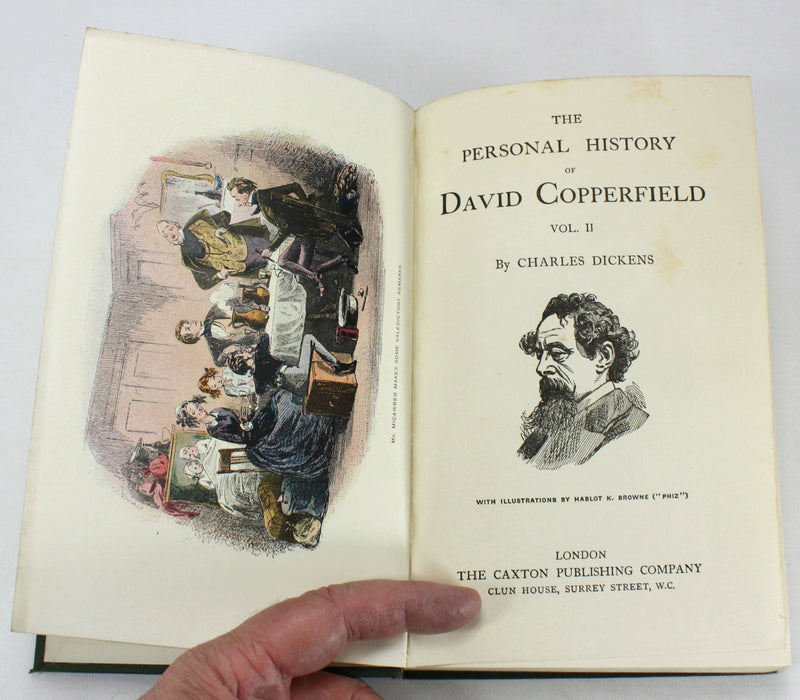 Mr. MICAWBER MAKES SOME VALEDICTORY REMARKS
THE
PERSONAL HISTORY
OF
DAVID COPPERFIELD
VOL. II
By CHARLES DICKENS
WITH ILLUSTRATIONS BY HABLOT K. BROWNE ("PHIZ")
LONDON
THE CAXTON PUBLISHING COMPANY
CLUN HOUSE, SURREY STREET, W.C.